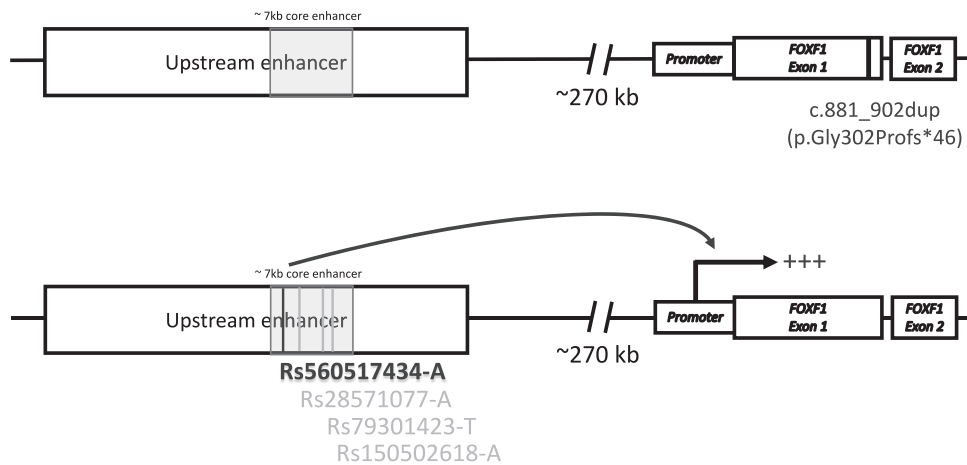 ~ 7kb core enhancer
Upstream enhancer
Promoter
FOXF1
Exon 1
FOXF1
Exon 2
~270 kb
c.881_902dup
(p.Gly302Profs*46)
~ 7kb core enhancer
+++
Upstream enhancer
Promoter
FOXF1
Exon 1
FOXF1
Exon 2
~270 kb
Rs560517434-A
Rs28571077-A
Rs79301423-T
Rs150502618-A